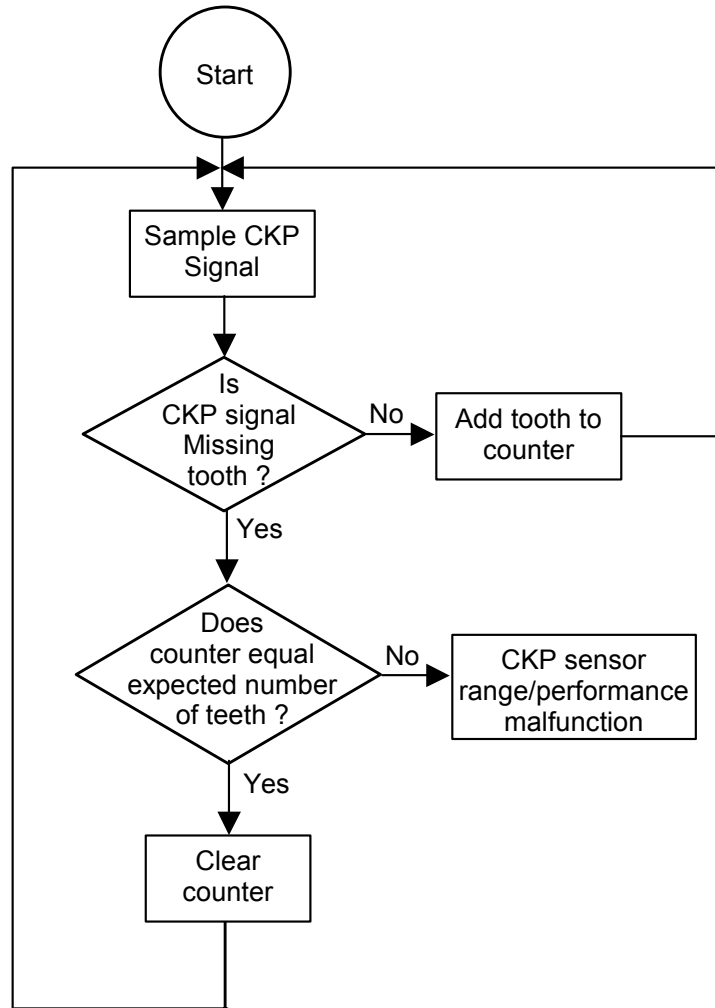 Start
Sample CKP
Signal
Is
CKP signal
Missing
tooth ?
No
Add tooth to
counter
Yes
Does
counter equal
expected number
of teeth ?
No
CKP sensor
range/performance
malfunction
Yes
Clear
counter